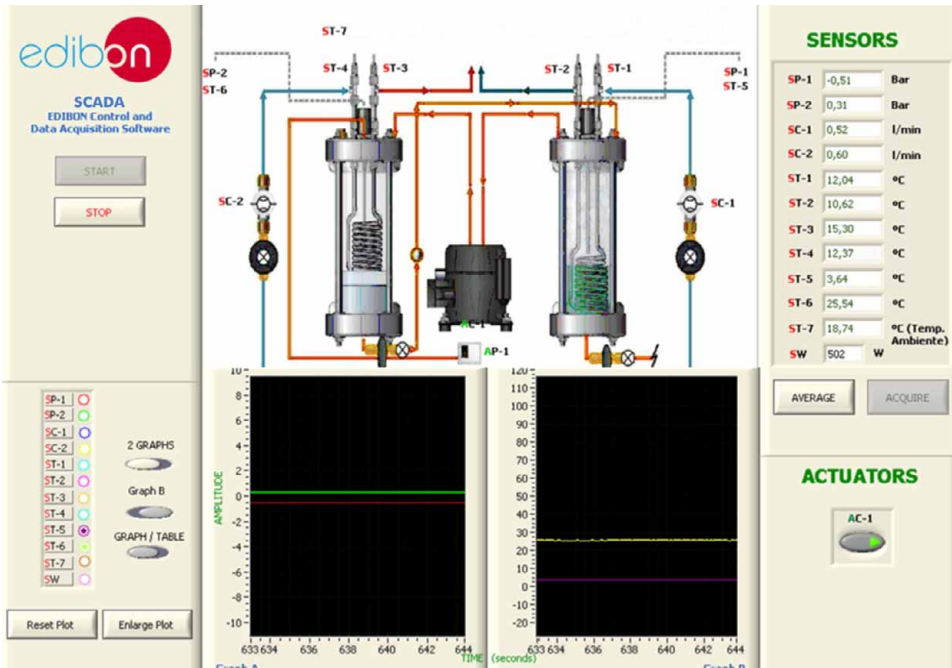 edibon
SCADA
EDIBON Control and
Data Acquisition Software
START
STOP
ST-7
SP-2
ST-6
ST-4
ST-3
ST-2
ST-1
SP-1
ST-5
SC-2
SC-1
AC-1
AP-1
SENSORS
SP-1 -0,51 Bar
SP-2 0,31 Bar
SC-1 0,52 l/min
SC-2 0,60 l/min
ST-1 12,04 ºC
ST-2 10,62 ºC
ST-3 15,30 ºC
ST-4 12,37 ºC
ST-5 3,64 ºC
ST-6 25,54 ºC
ST-7 18,74 ºC (Temp. Ambiente)
SW 502 W
AVERAGE
ACQUIRE
ACTUATORS
AC-1
SP-1
SP-2
SC-1
SC-2
ST-1
ST-2
ST-3
ST-4
ST-5
ST-6
ST-7
SW
2 GRAPHS
Graph B
GRAPH / TABLE
Reset Plot
Enlarge Plot
AMPLITUDE
10
8
6
4
2
0
-2
-4
-6
-8
-10
633 634 636 638 640 642 644
120
110
100
90
80
70
60
50
40
30
20
10
0
-10
-20
633 634 636 638 640 642 644
TIME (seconds)
Graph A
Graph B